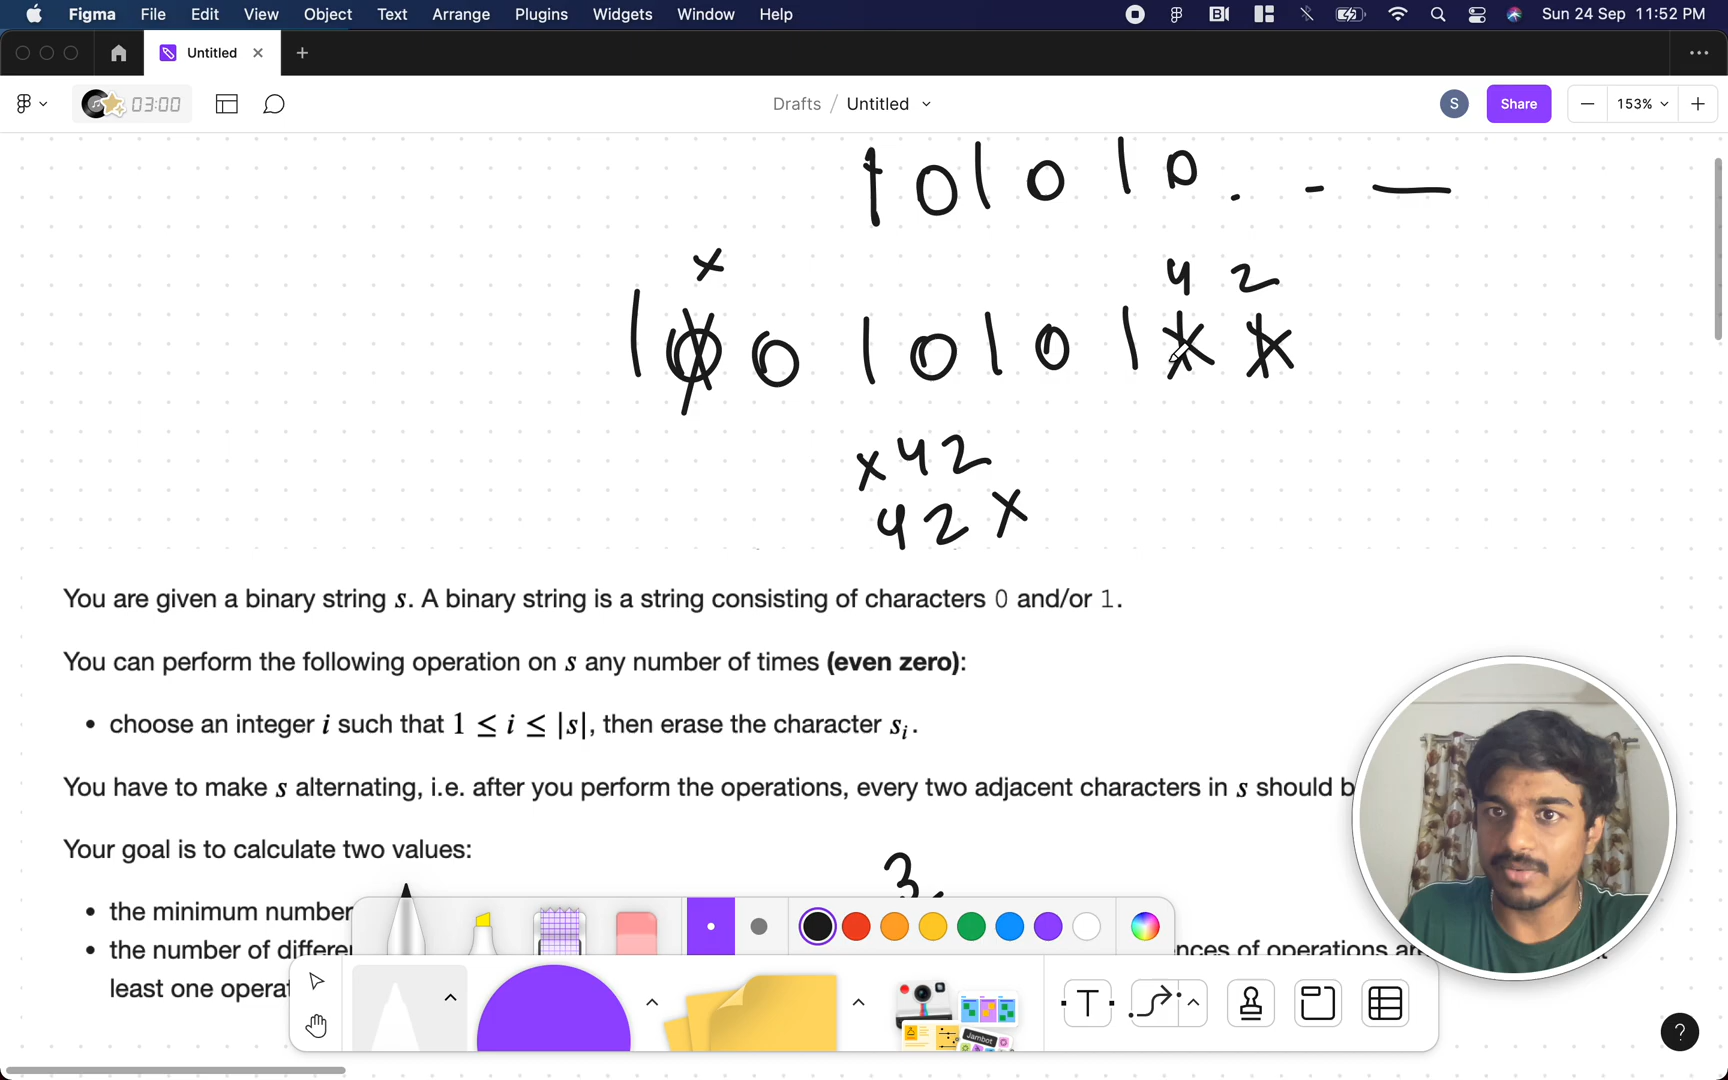 Figma File Edit View Object Text Arrange Plugins Widgets Window Help Sun 24 Sep 11:52 PM
Untitled
03:00 Drafts / Untitled S Share 153%
1 0 1 0 1 0 . - —
x 4 2
1 0 0 1 0 1 0 1
x 4 2
4 2 x
You are given a binary string s. A binary string is a string consisting of characters 0 and/or 1.
You can perform the following operation on s any number of times (even zero):
• choose an integer i such that 1 ≤ i ≤ |s|, then erase the character sᵢ.
You have to make s alternating, i.e. after you perform the operations, every two adjacent characters in s should b
Your goal is to calculate two values:
3
• the minimum number
• the number of differen ences of operations ar
least one operat
T
Jambot
?